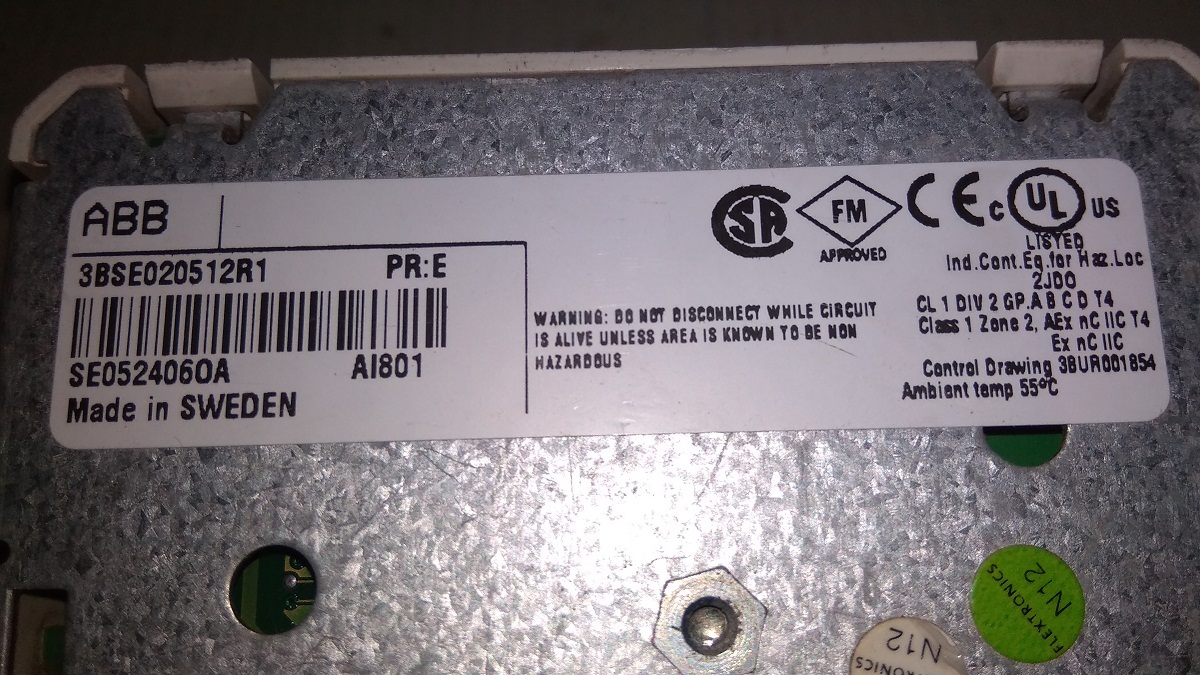 ABB
3BSE020512R1 PR:E
SE052406OA AI801
Made in SWEDEN
WARNING: DO NOT DISCONNECT WHILE CIRCUIT
IS ALIVE UNLESS AREA IS KNOWN TO BE NON
HAZARDOUS
SA
FM
APPROVED
CE
c UL US
LISTED
Ind.Cont.Eq.for Haz.Loc
2JD0
CL 1 DIV 2 GP.A B C D T4
Class 1 Zone 2, AEx nC IIC T4
Ex nC IIC
Control Drawing 3BUR001854
Ambient temp 55°C
FLEXTRONICS
N12
N12